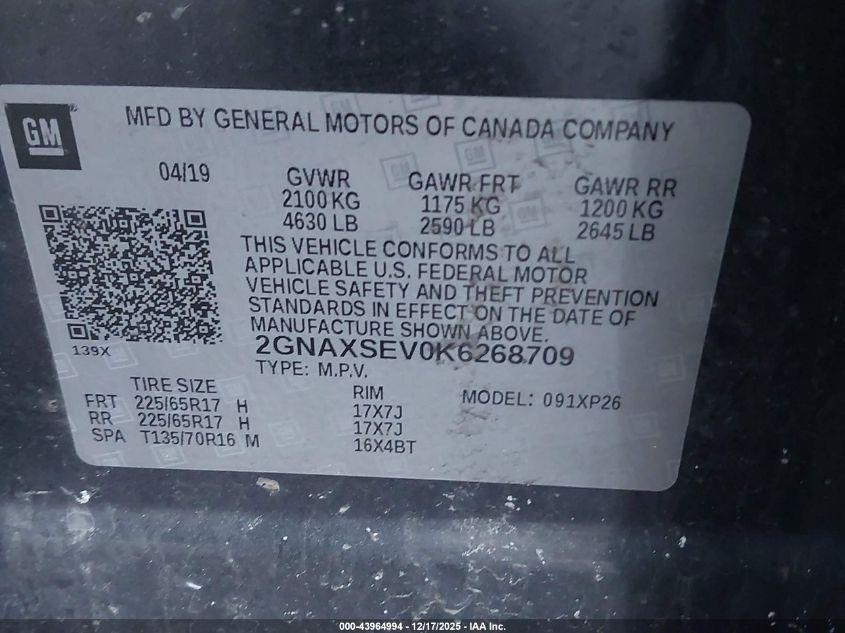 GM
MFD BY GENERAL MOTORS OF CANADA COMPANY
04/19
GVWR
2100 KG
4630 LB
GAWR FRT
1175 KG
2590 LB
GAWR RR
1200 KG
2645 LB
THIS VEHICLE CONFORMS TO ALL
APPLICABLE U.S. FEDERAL MOTOR
VEHICLE SAFETY AND THEFT PREVENTION
STANDARDS IN EFFECT ON THE DATE OF
MANUFACTURE SHOWN ABOVE.
139X
2GNAXSEV0K6268709
TYPE: M.P.V.
TIRE SIZE RIM MODEL: 091XP26
FRT 225/65R17 H 17X7J
RR 225/65R17 H 17X7J
SPA T135/70R16 M 16X4BT
000-43964994 - 12/17/2025 - IAA Inc.